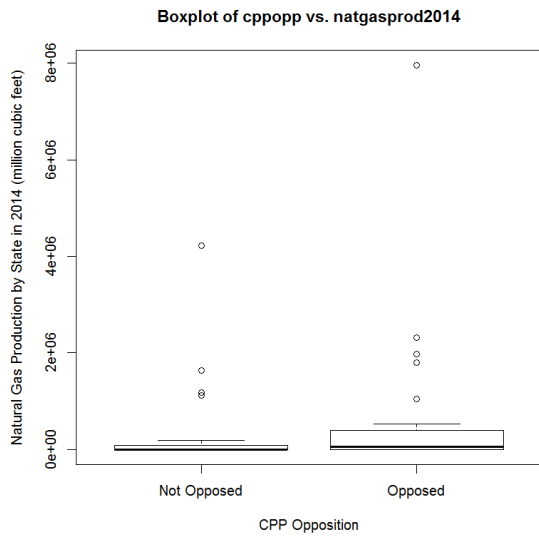 Boxplot of cppopp vs. natgasprod2014
Natural Gas Production by State in 2014 (million cubic feet)
8e+06
6e+06
4e+06
2e+06
0e+00
Not Opposed
Opposed
CPP Opposition